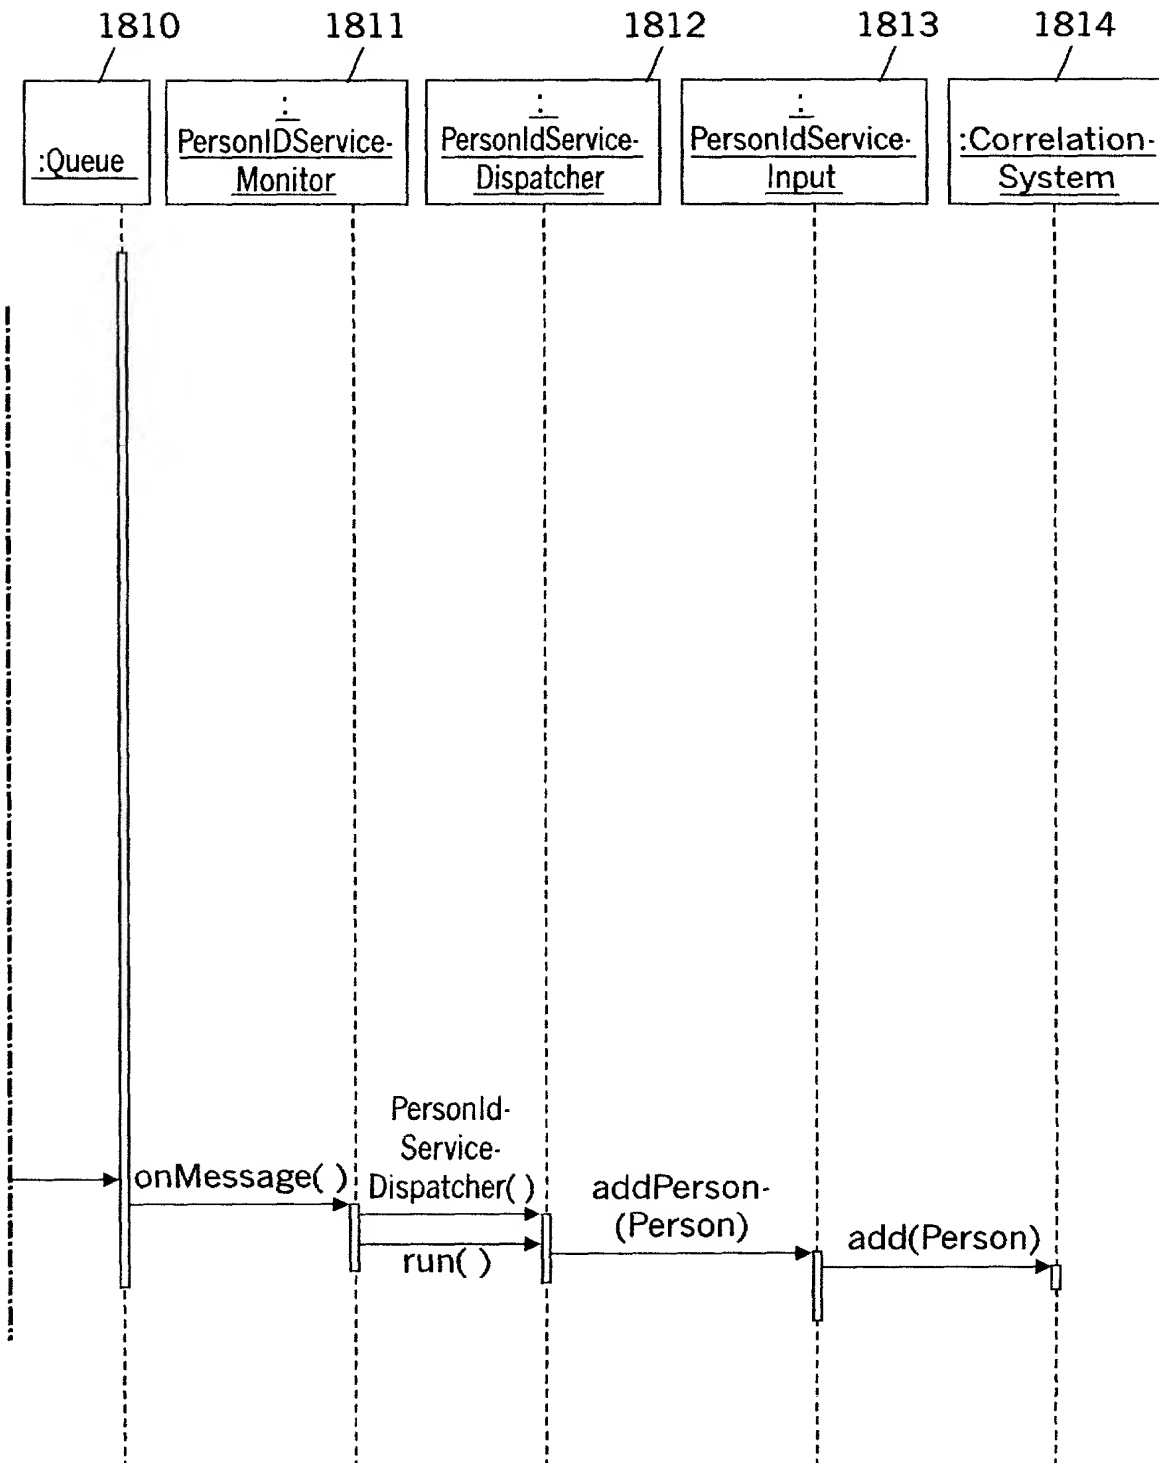 1810 1811 1812 1813 1814
:Queue
:
PersonIDService-
Monitor
:
PersonIdService-
Dispatcher
:
PersonIdService-
Input
:Correlation-
System
onMessage( )
PersonId-
Service-
Dispatcher( )
run( )
addPerson-
(Person)
add(Person)